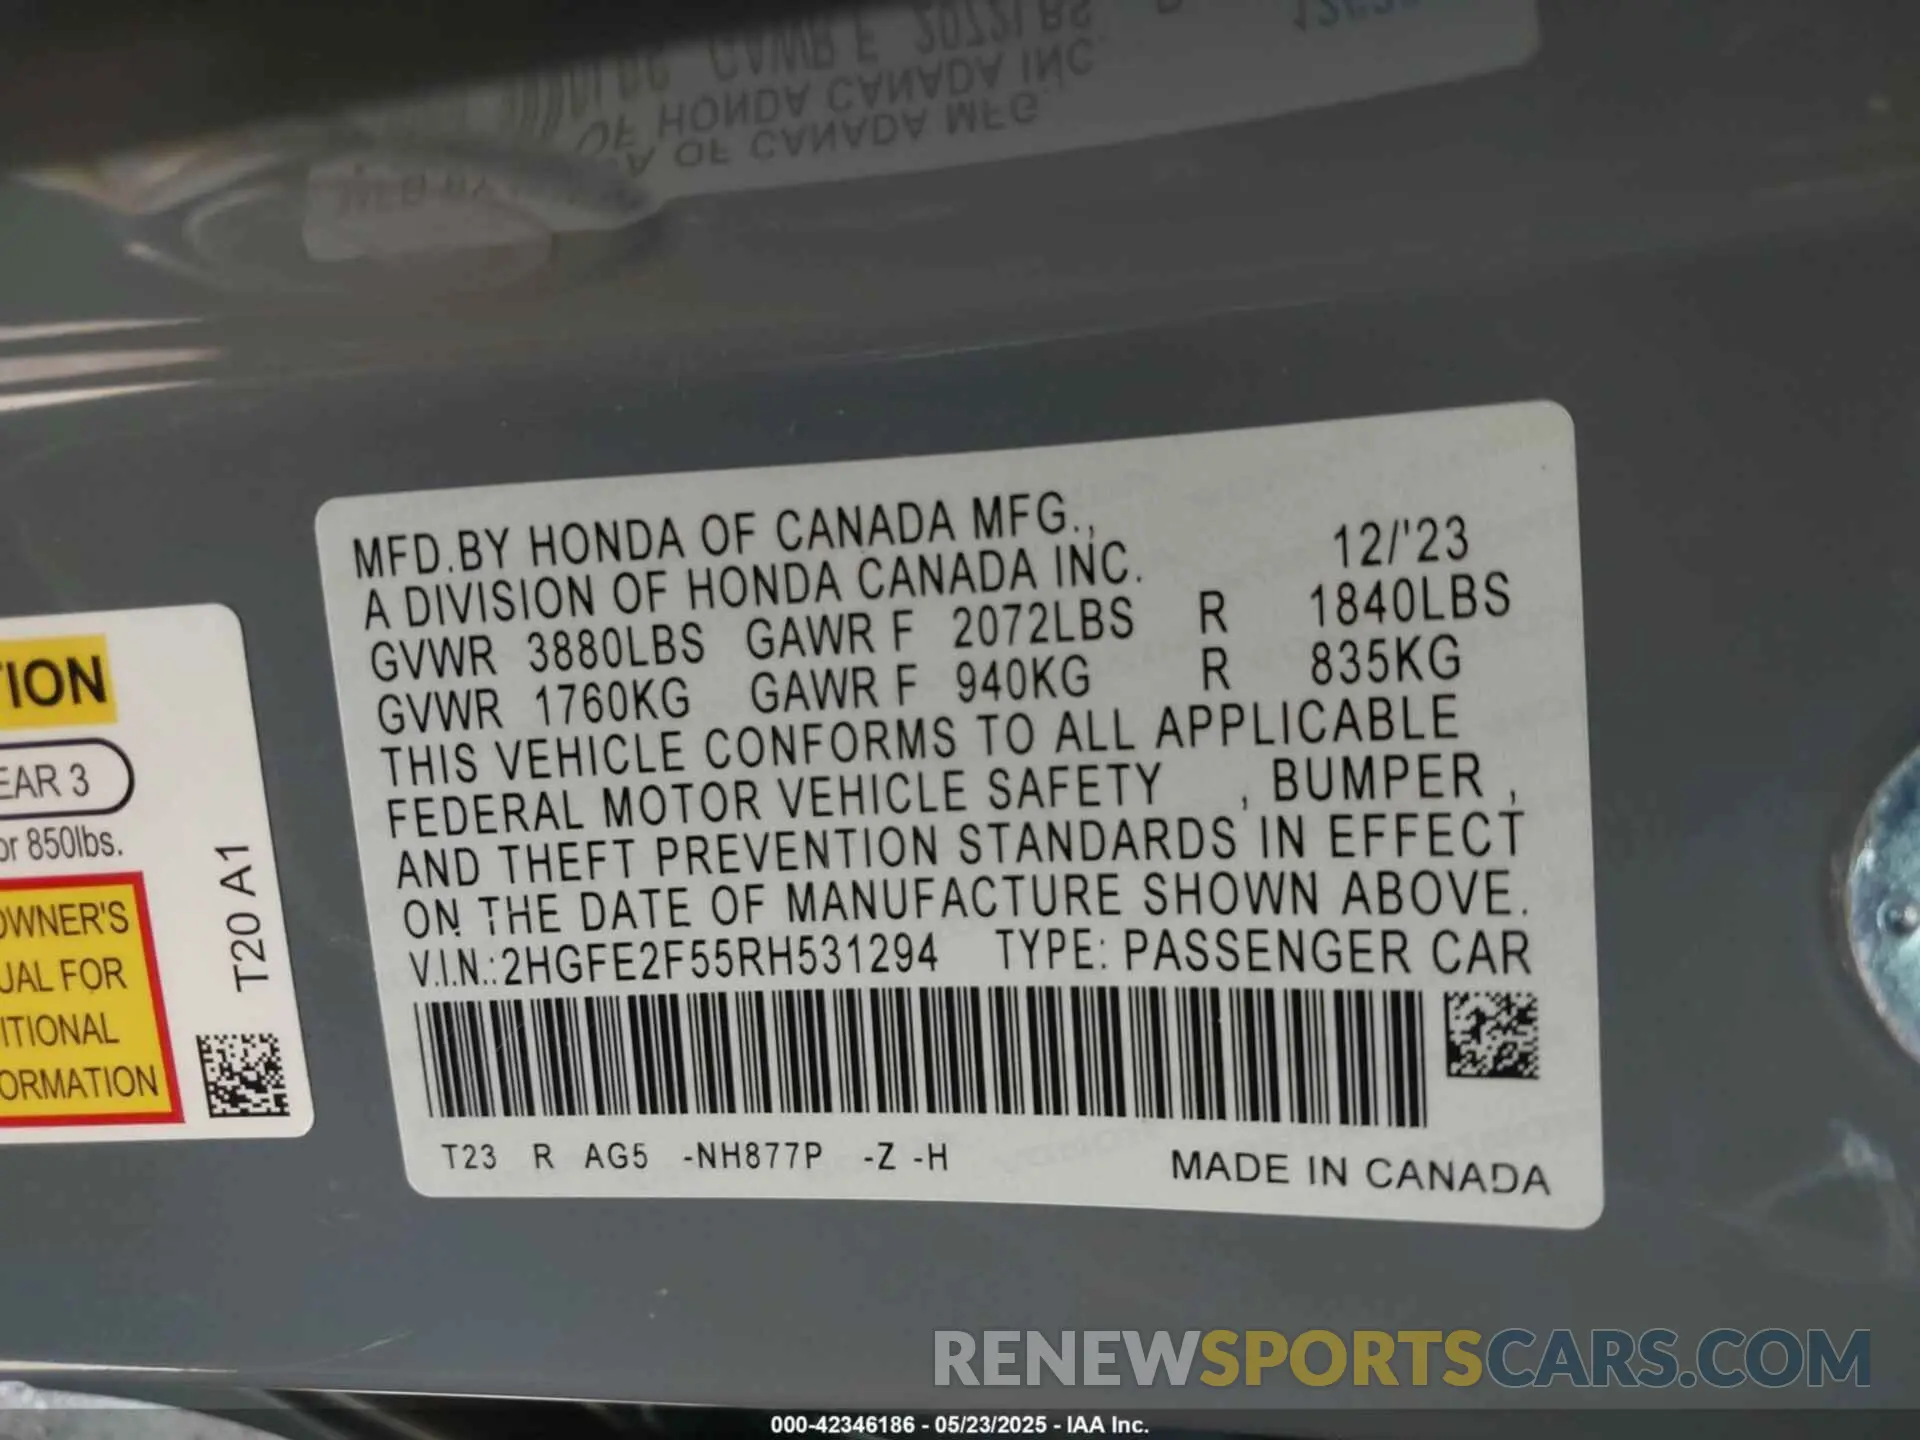 MFD.BY HONDA OF CANADA MFG.,
A DIVISION OF HONDA CANADA INC.
12/'23
GVWR 3880LBS GAWR F 2072LBS R 1840LBS
GVWR 1760KG GAWR F 940KG R 835KG
THIS VEHICLE CONFORMS TO ALL APPLICABLE
FEDERAL MOTOR VEHICLE SAFETY , BUMPER ,
AND THEFT PREVENTION STANDARDS IN EFFECT
ON THE DATE OF MANUFACTURE SHOWN ABOVE.
V.I.N.:2HGFE2F55RH531294 TYPE: PASSENGER CAR
T23 R AG5 -NH877P -Z -H
MADE IN CANADA
TION
EAR 3
or 850lbs.
OWNER'S
UAL FOR
ITIONAL
ORMATION
T20 A1
RENEWSPORTSCARS.COM
000-42346186 - 05/23/2025 - IAA Inc.